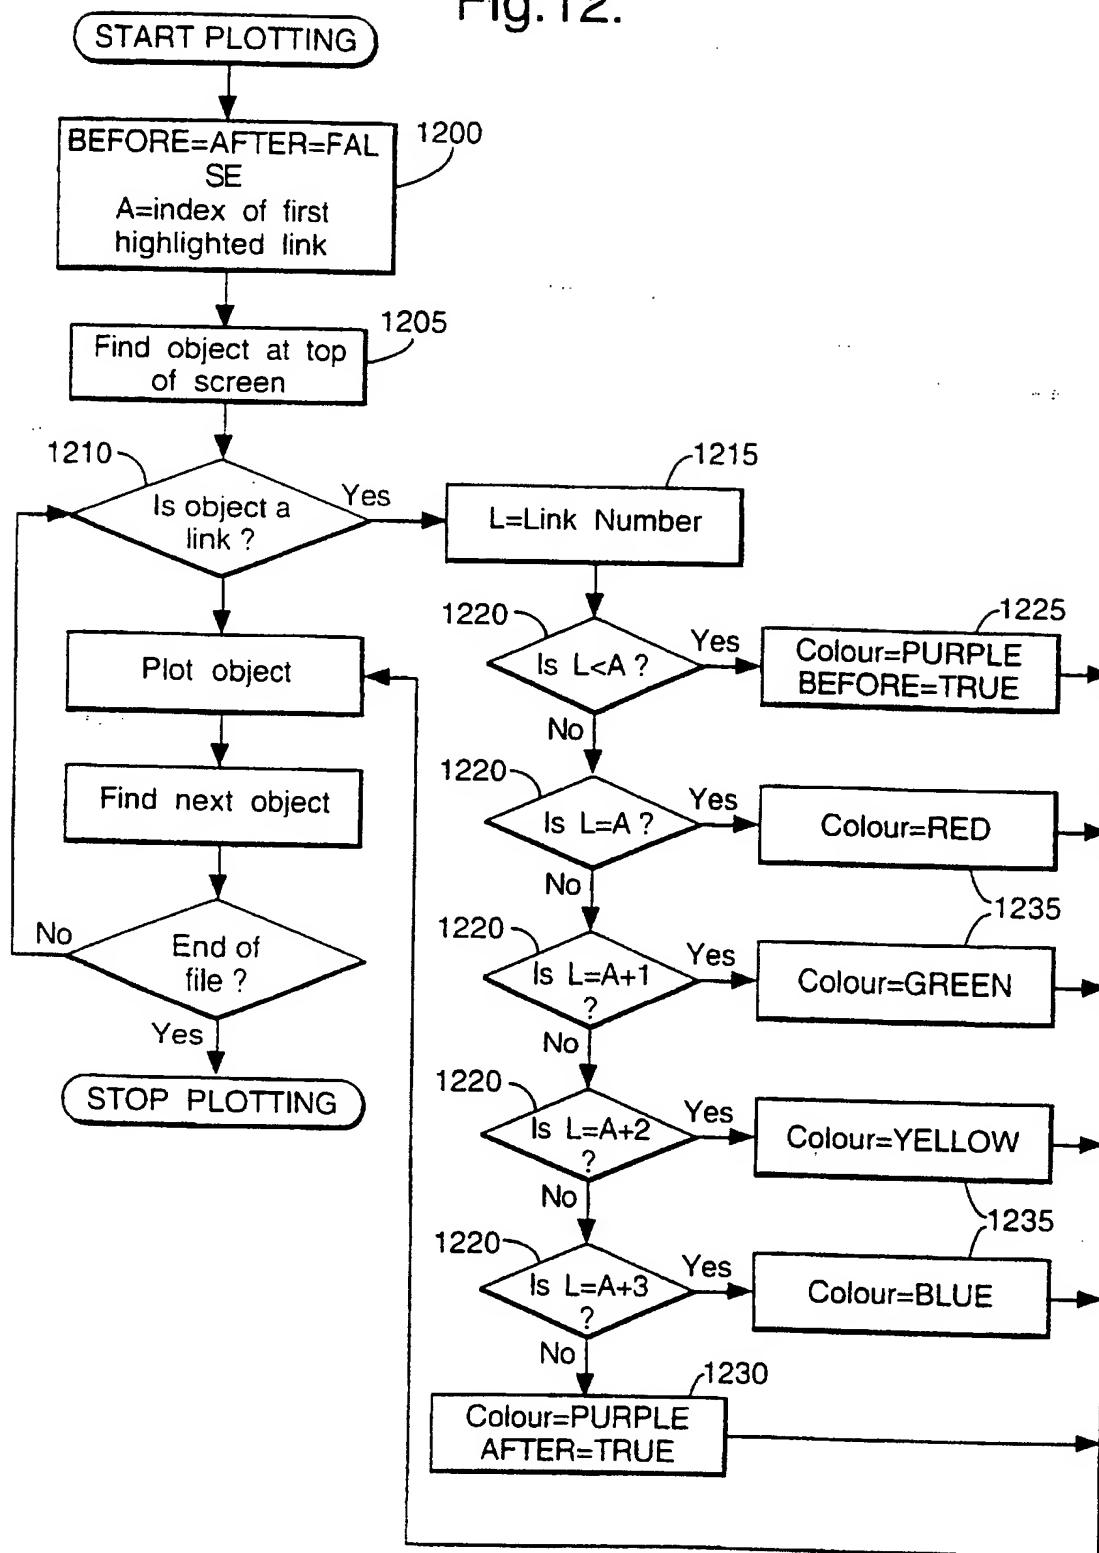 Fig.12.
START PLOTTING
BEFORE=AFTER=FAL
SE
A=index of first
highlighted link
1200
Find object at top
of screen
1205
1210
Is object a
link ?
Yes
L=Link Number
1215
Plot object
Find next object
End of
file ?
No
Yes
STOP PLOTTING
1220
Is L<A ?
Yes
No
Colour=PURPLE
BEFORE=TRUE
1225
1220
Is L=A ?
Yes
No
Colour=RED
1235
1220
Is L=A+1
?
Yes
No
Colour=GREEN
1220
Is L=A+2
?
Yes
No
Colour=YELLOW
1235
1220
Is L=A+3
?
Yes
No
Colour=BLUE
1230
Colour=PURPLE
AFTER=TRUE